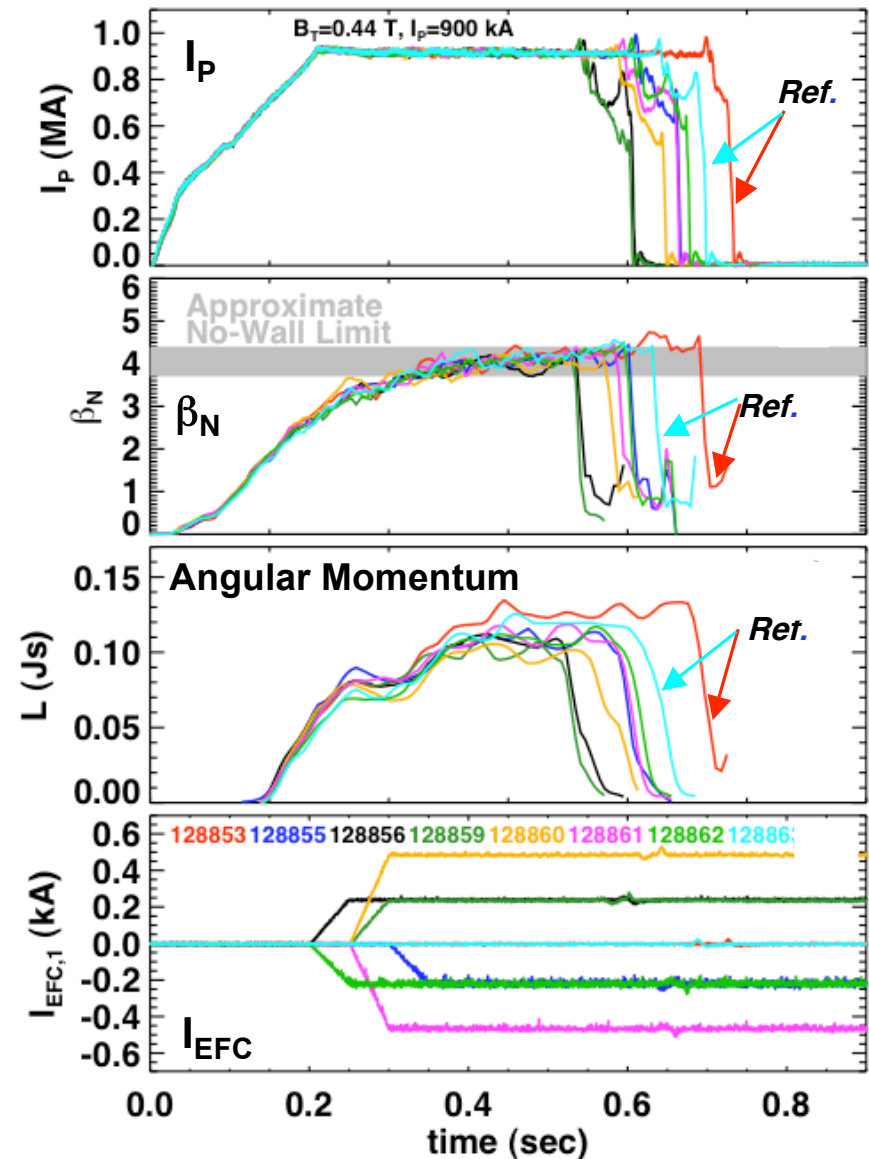 B_T=0.44 T, I_P=900 kA
I_P
Ref.
I_P (MA)
1.0
0.8
0.6
0.4
0.2
0.0
Approximate
No-Wall Limit
β_N
Ref.
β_N
6
5
4
3
2
1
0
Angular Momentum
Ref.
L (Js)
0.15
0.10
0.05
0.00
128853 128855 128856 128859 128860 128861 128862 12886
I_EFC,1 (kA)
0.6
0.4
0.2
0.0
-0.2
-0.4
-0.6
I_EFC
0.0 0.2 0.4 0.6 0.8
time (sec)